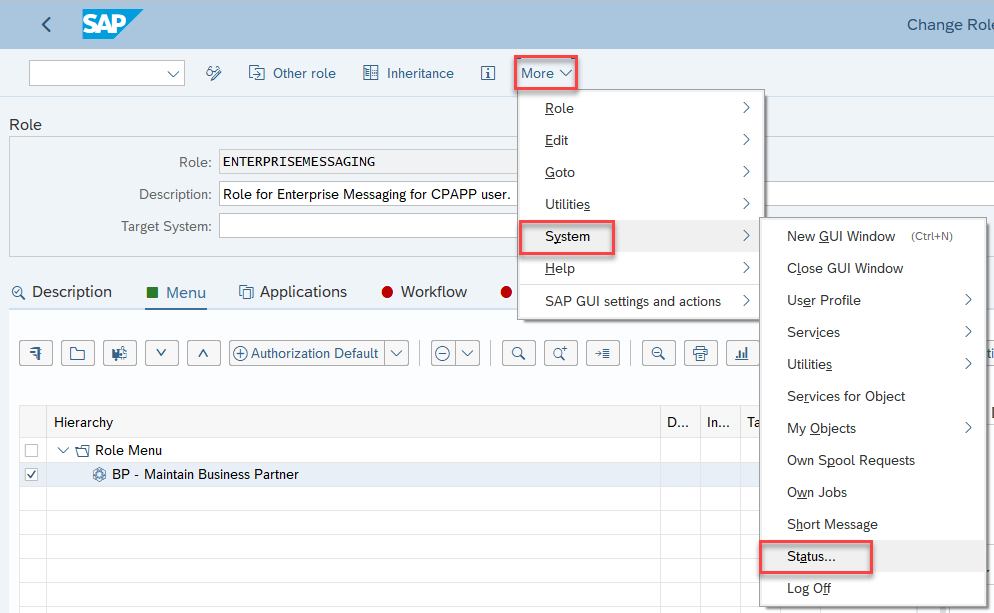 SAP
Change Role
Other role
Inheritance
More
Role
Role:
ENTERPRISEMESSAGING
Description:
Role for Enterprise Messaging for CPAPP user.
Target System:
Role
Edit
Goto
Utilities
System
Help
SAP GUI settings and actions
New GUI Window (Ctrl+N)
Close GUI Window
User Profile
Services
Utilities
Services for Object
My Objects
Own Spool Requests
Own Jobs
Short Message
Status...
Log Off
Description
Menu
Applications
Workflow
Authorization Default
Hierarchy
D...
In...
Ta
Role Menu
BP - Maintain Business Partner